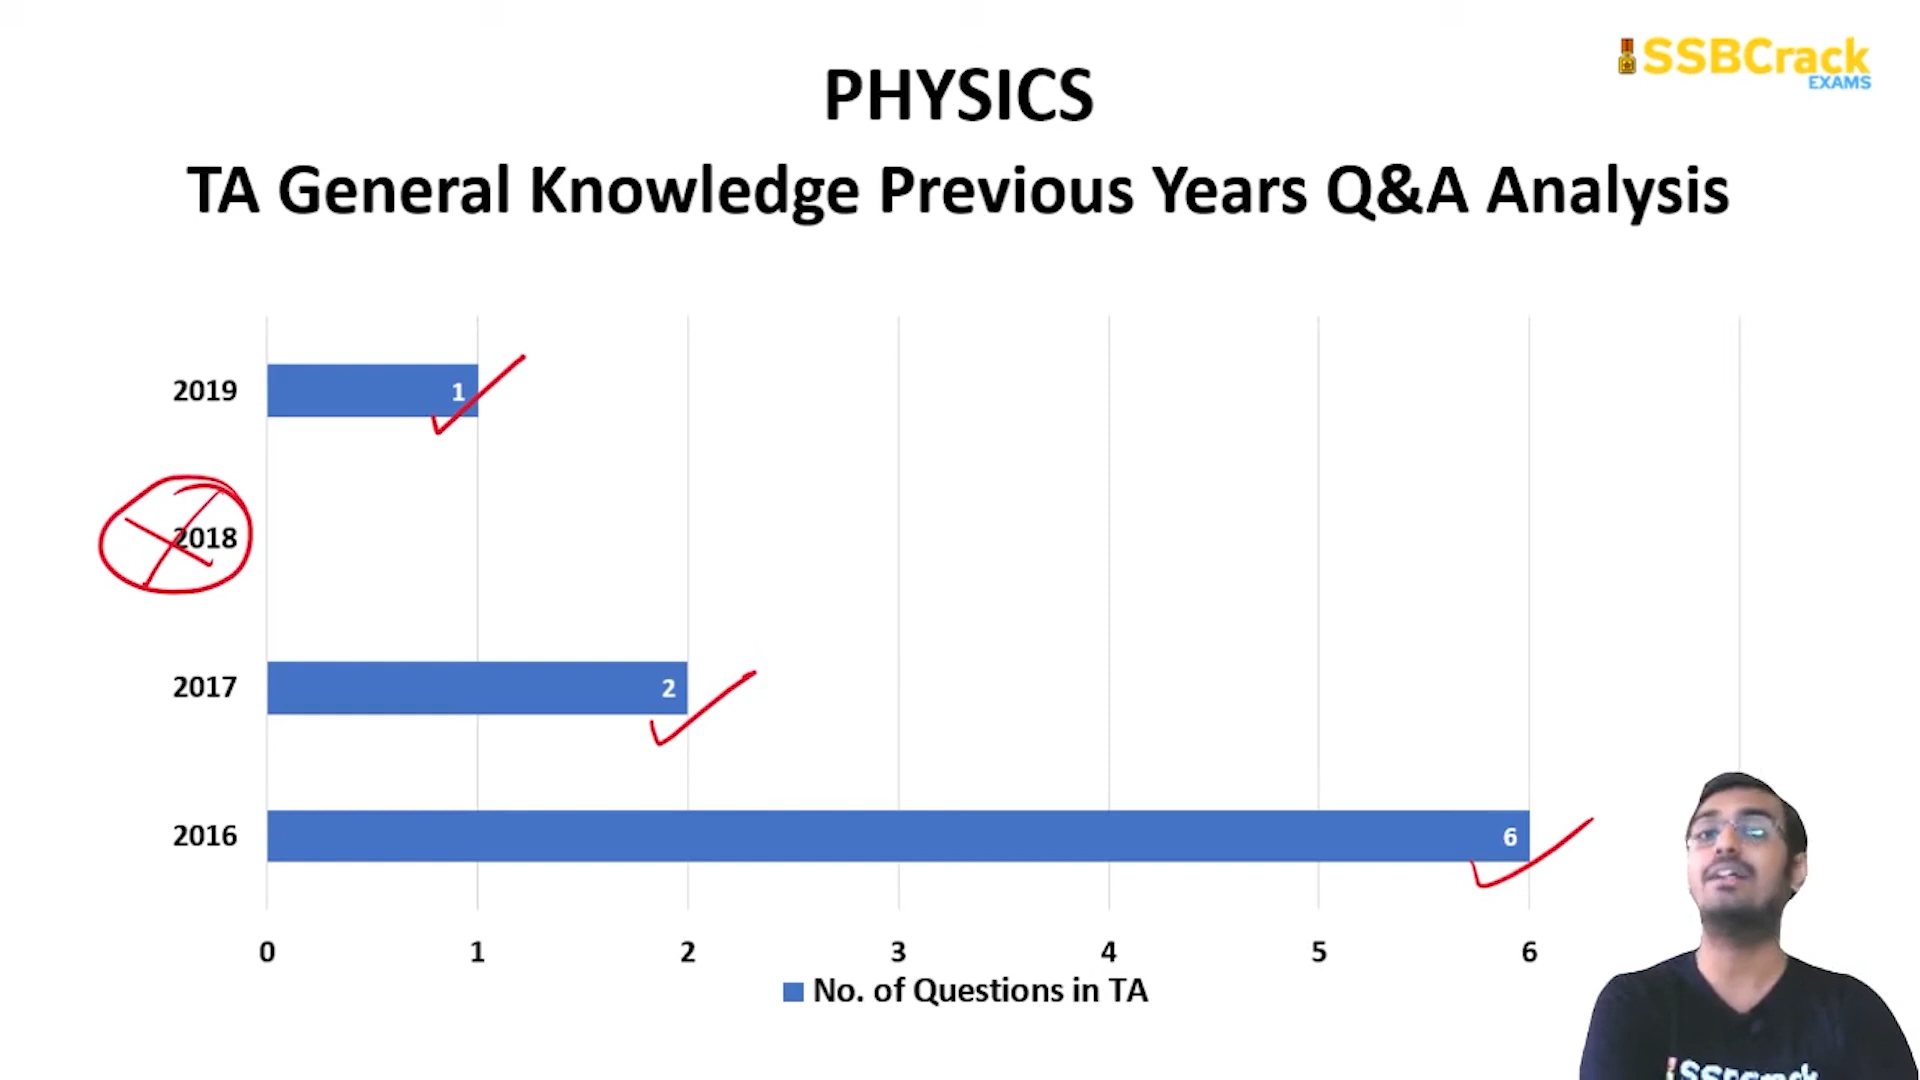 SSBCrack
EXAMS
PHYSICS
TA General Knowledge Previous Years Q&A Analysis
2019
1
2018
2017
2
2016
6
0 1 2 3 4 5 6
No. of Questions in TA
SSBCrack